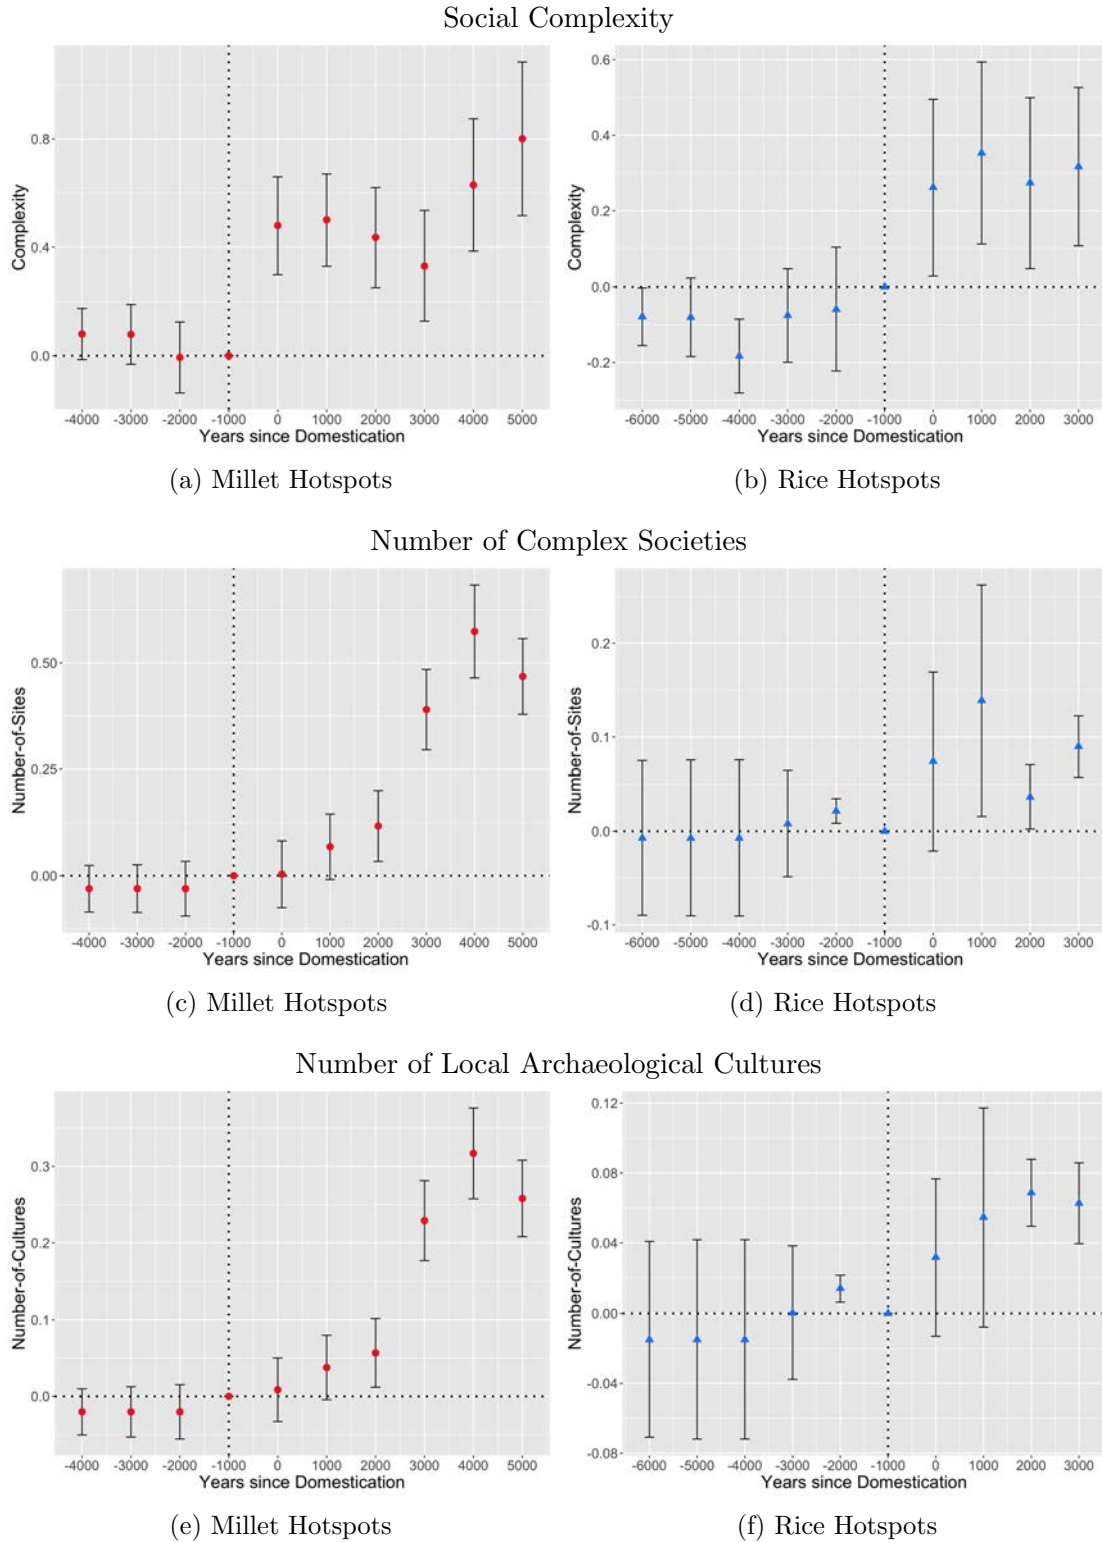 Social Complexity
Complexity
0.8
0.4
0.0
-4000 -3000 -2000 -1000 0 1000 2000 3000 4000 5000
Years since Domestication
(a) Millet Hotspots
Complexity
0.6
0.4
0.2
0.0
-0.2
-6000 -5000 -4000 -3000 -2000 -1000 0 1000 2000 3000
Years since Domestication
(b) Rice Hotspots
Number of Complex Societies
Number-of-Sites
0.50
0.25
0.00
-4000 -3000 -2000 -1000 0 1000 2000 3000 4000 5000
Years since Domestication
(c) Millet Hotspots
Number-of-Sites
0.2
0.1
0.0
-0.1
-6000 -5000 -4000 -3000 -2000 -1000 0 1000 2000 3000
Years since Domestication
(d) Rice Hotspots
Number of Local Archaeological Cultures
Number-of-Cultures
0.3
0.2
0.1
0.0
-4000 -3000 -2000 -1000 0 1000 2000 3000 4000 5000
Years since Domestication
(e) Millet Hotspots
Number-of-Cultures
0.12
0.08
0.04
0.00
-0.04
-0.08
-6000 -5000 -4000 -3000 -2000 -1000 0 1000 2000 3000
Years since Domestication
(f) Rice Hotspots